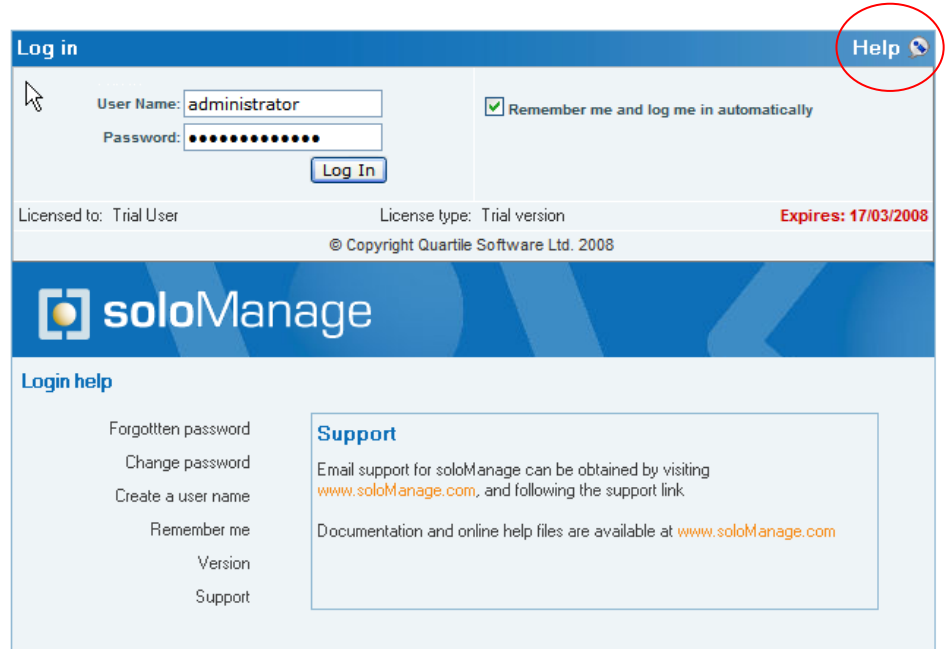 Log in Help
User Name: administrator Remember me and log me in automatically
Password: •••••••••••••
Log In
Licensed to: Trial User License type: Trial version Expires: 17/03/2008
© Copyright Quartile Software Ltd. 2008
soloManage
Login help
Forgottten password
Change password
Create a user name
Remember me
Version
Support
Support
Email support for soloManage can be obtained by visiting
www.soloManage.com, and following the support link
Documentation and online help files are available at www.soloManage.com